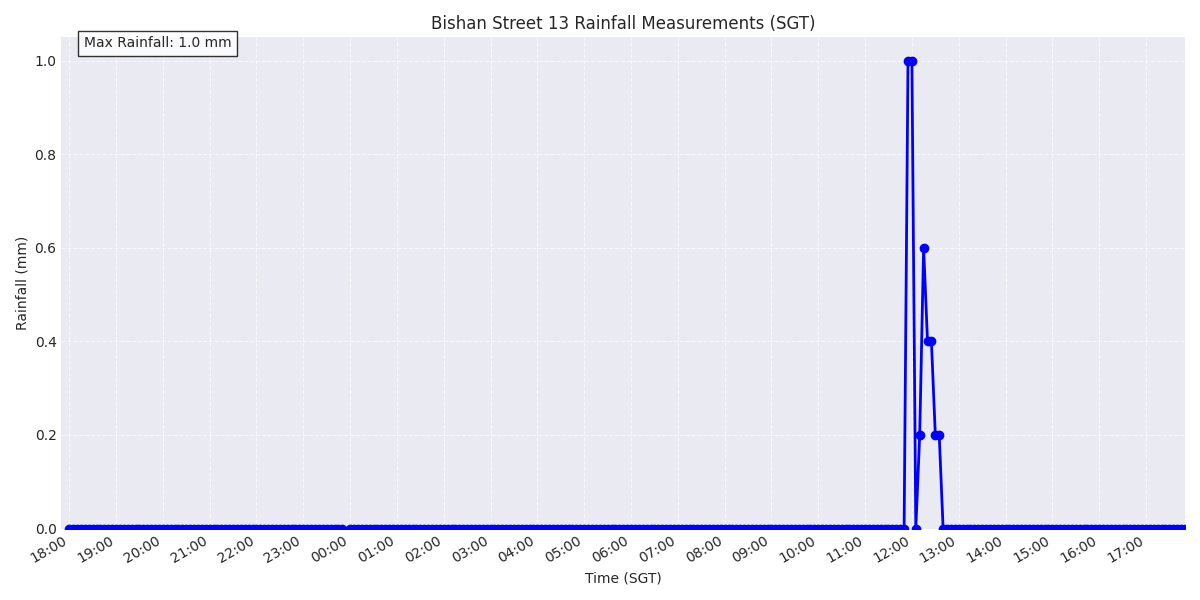 Bishan Street 13 Rainfall Measurements (SGT)
Max Rainfall: 1.0 mm
Rainfall (mm)
1.0
0.8
0.6
0.4
0.2
0.0
18:00 19:00 20:00 21:00 22:00 23:00 00:00 01:00 02:00 03:00 04:00 05:00 06:00 07:00 08:00 09:00 10:00 11:00 12:00 13:00 14:00 15:00 16:00 17:00
Time (SGT)